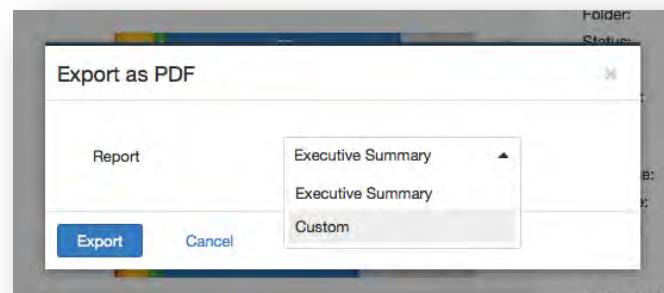 Folder:
Status:
Export as PDF
×
Report
Executive Summary
Executive Summary
Custom
Export
Cancel